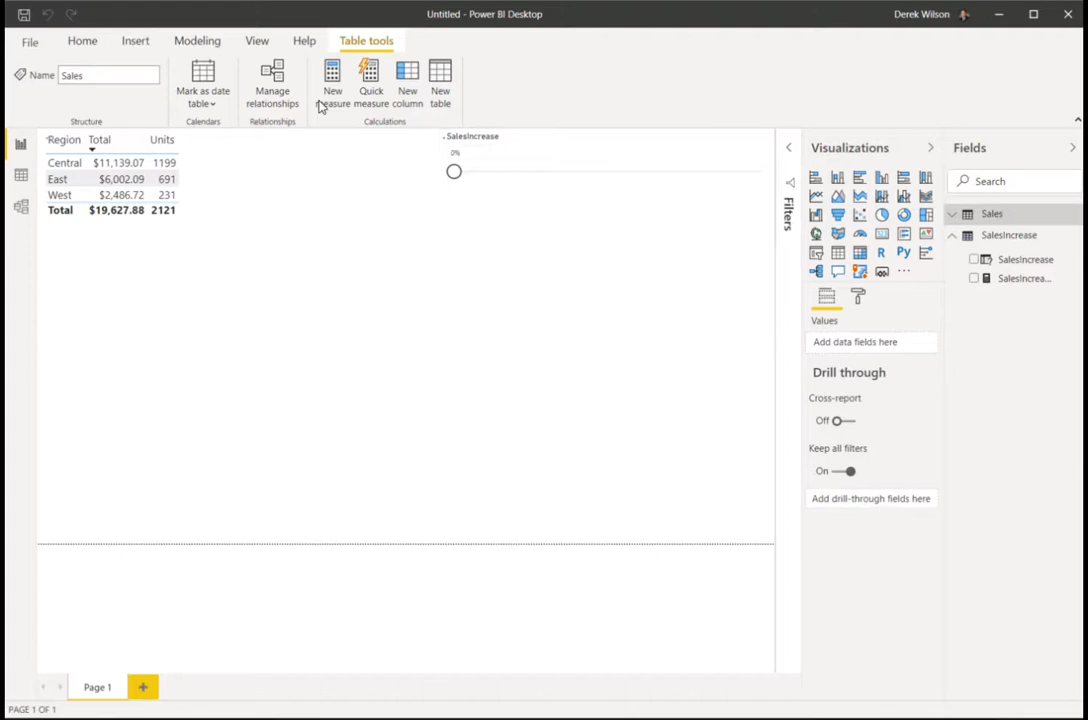 Untitled - Power BI Desktop
Derek Wilson
File Home Insert Modeling View Help Table tools
Name Sales
Mark as date table
Manage relationships
New measure
Quick measure
New column
New table
Structure
Calendars
Relationships
Calculations
Region Total Units
Central $11,139.07 1199
East $6,002.09 691
West $2,486.72 231
Total $19,627.88 2121
SalesIncrease
0%
Filters
Visualizations
R Py
...
Values
Add data fields here
Drill through
Cross-report
Off
Keep all filters
On
Add drill-through fields here
Fields
Search
Sales
SalesIncrease
SalesIncrease
SalesIncrea...
Page 1
+
PAGE 1 OF 1